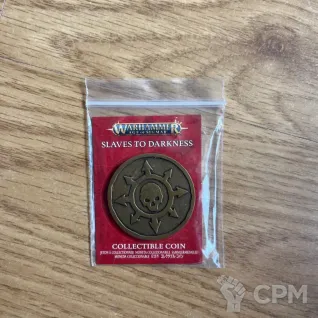 WARHAMMER
AGE OF SIGMAR
SLAVES TO DARKNESS
COLLECTIBLE COIN
CPM